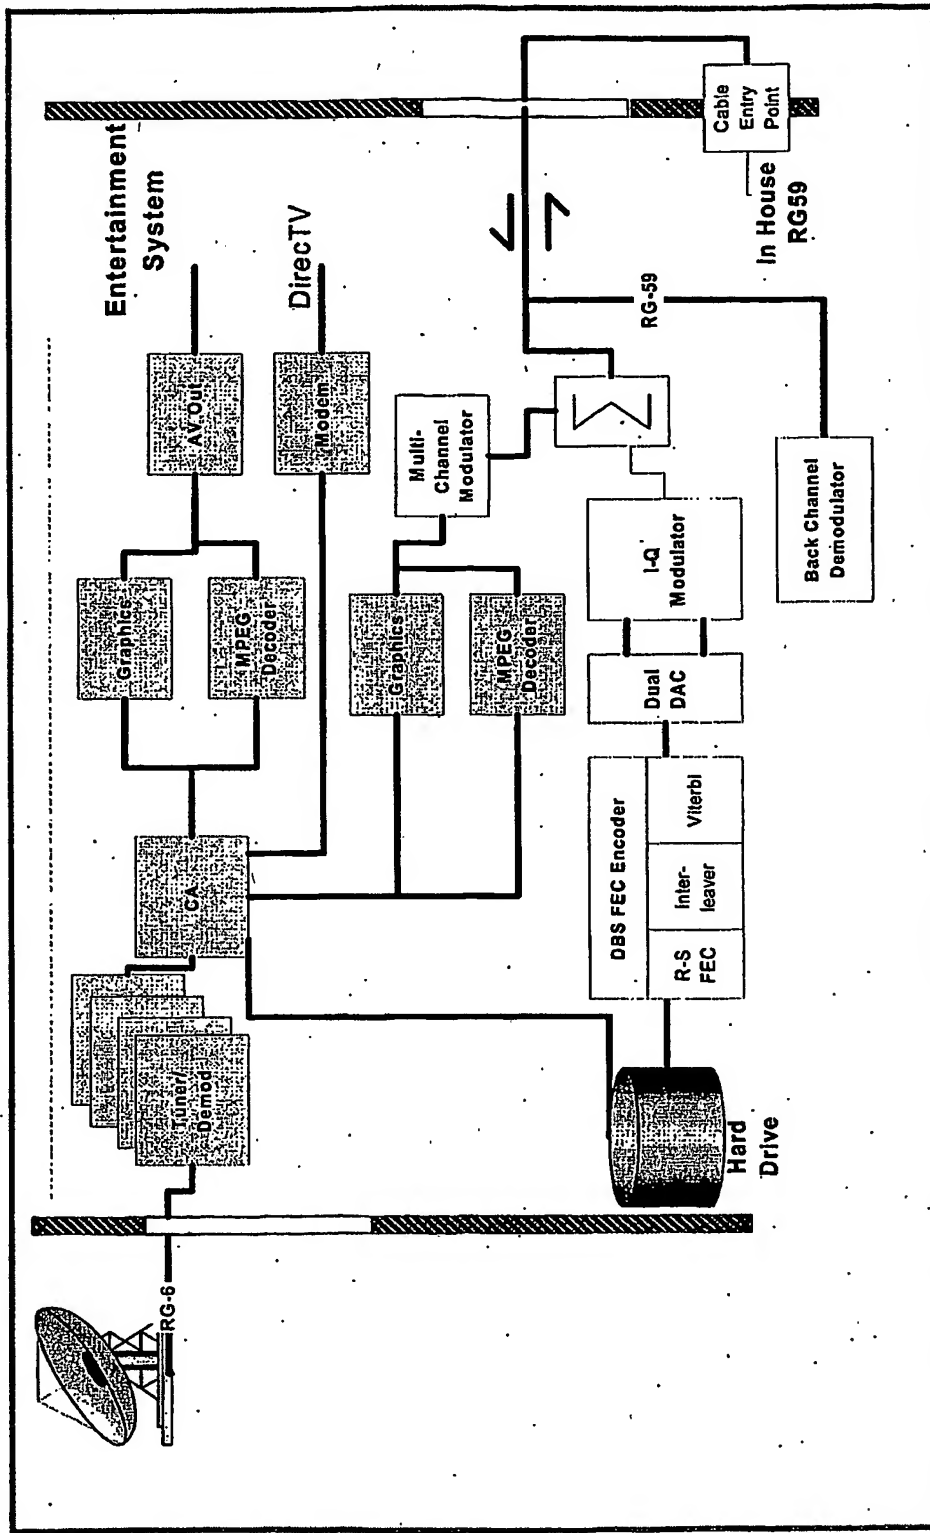 RG-6
Tuner/
Demod
CA
Graphics
MPEG
Decoder
AV Out
Entertainment
System
Modem
DirecTV
Graphics
MPEG
Decoder
Multi-
Channel
Modulator
Hard
Drive
DBS FEC Encoder
R-S
FEC
Inter-
leaver
Viterbi
Dual
DAC
I-Q
Modulator
Σ
RG-59
Back Channel
Demodulator
In House
RG59
Cable
Entry
Point